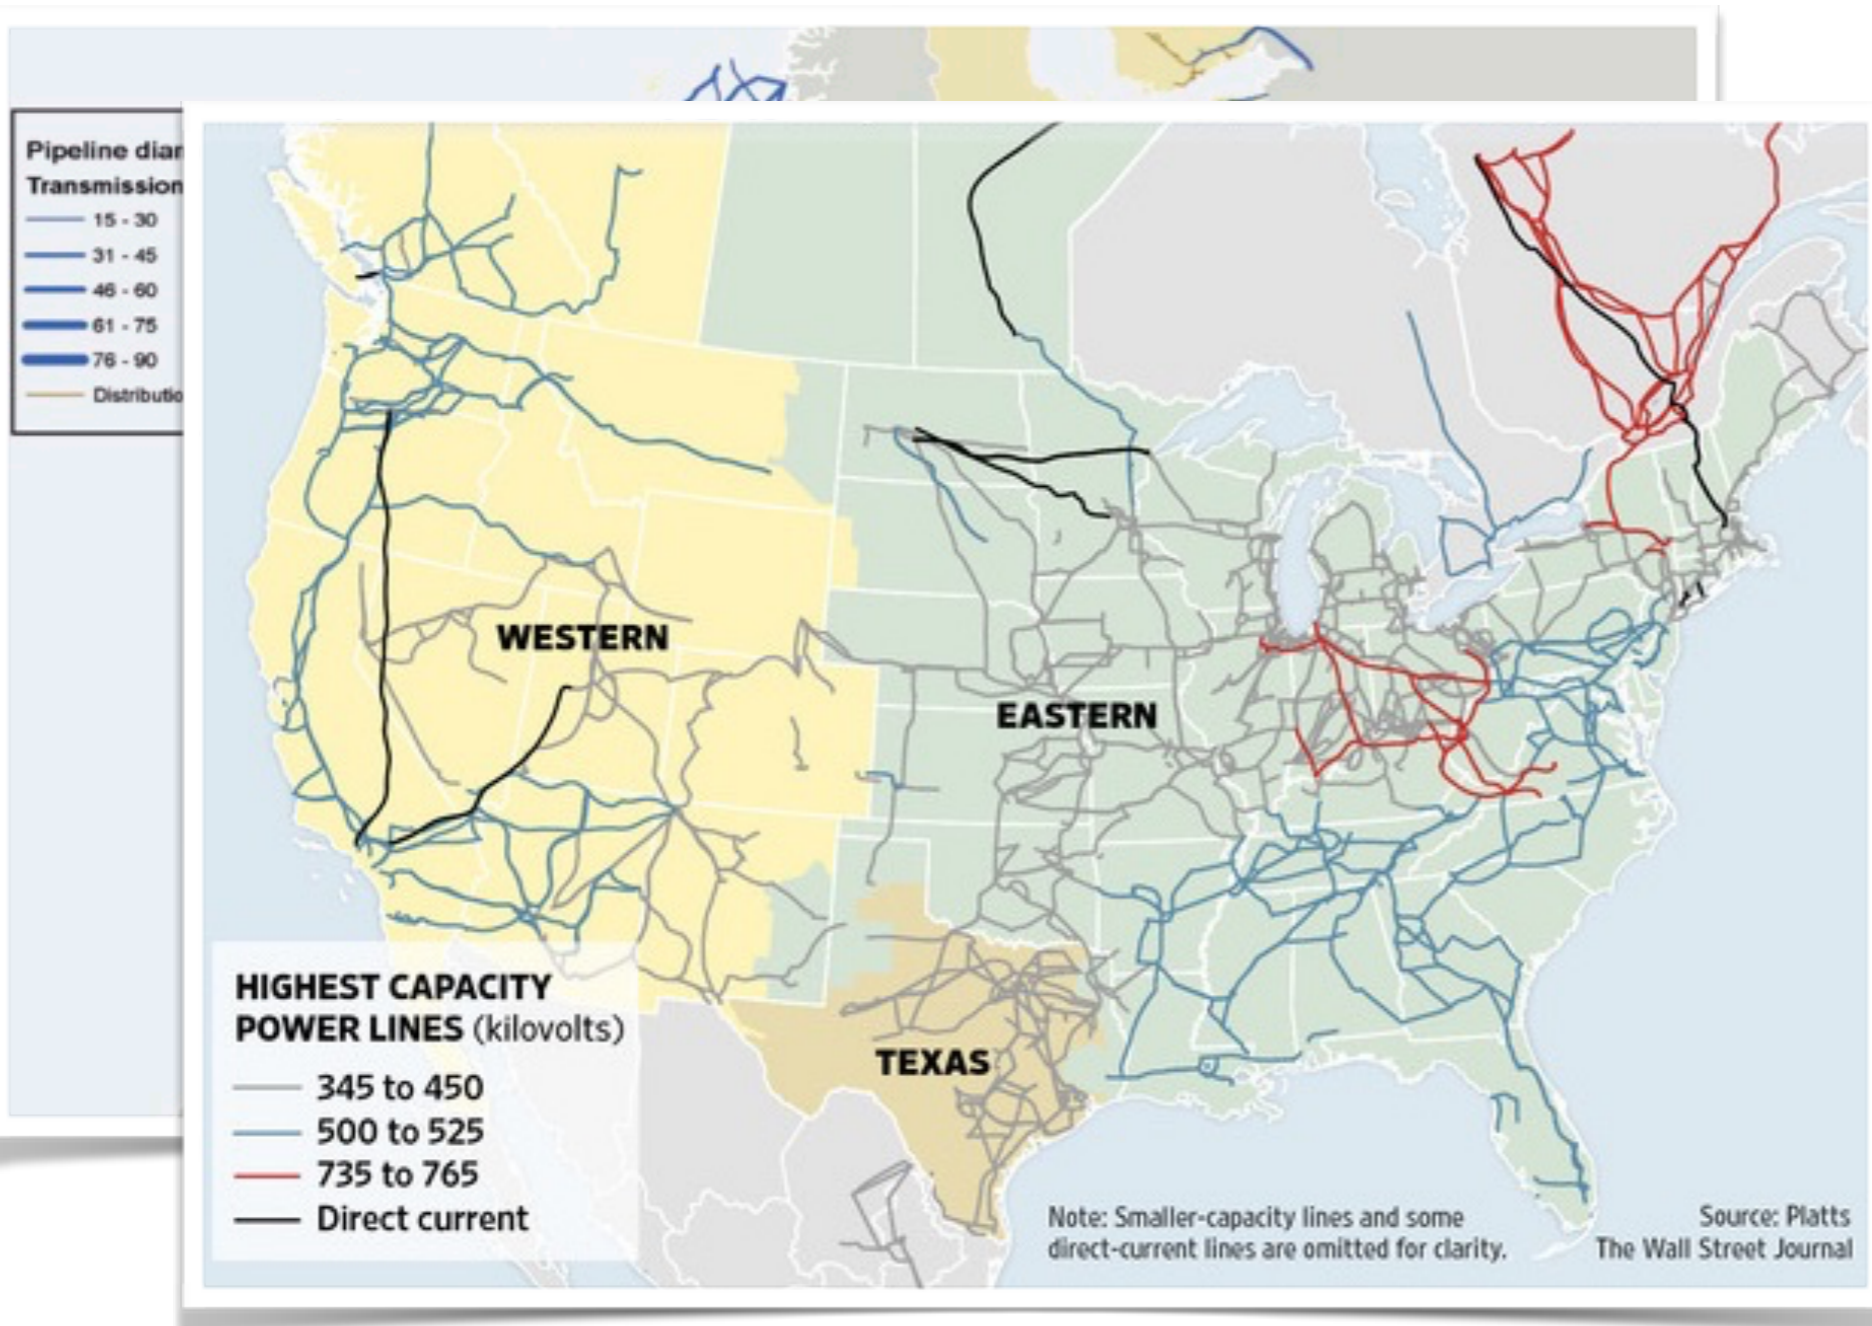 Pipeline diar
Transmission
15 - 30
31 - 45
46 - 60
61 - 75
76 - 90
Distributio
WESTERN
EASTERN
TEXAS
HIGHEST CAPACITY
POWER LINES (kilovolts)
345 to 450
500 to 525
735 to 765
Direct current
Note: Smaller-capacity lines and some
direct-current lines are omitted for clarity.
Source: Platts
The Wall Street Journal